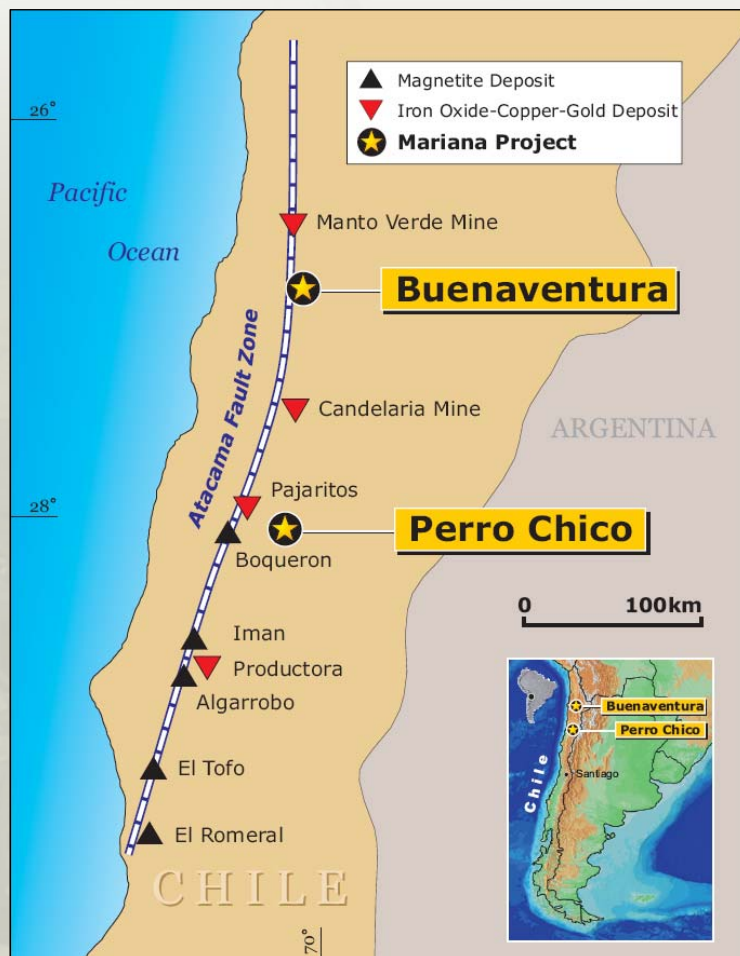 Magnetite Deposit
Iron Oxide-Copper-Gold Deposit
Mariana Project
26°
Pacific
Ocean
Manto Verde Mine
Buenaventura
Atacama Fault Zone
Candelaria Mine
ARGENTINA
Pajaritos
28°
Perro Chico
Boqueron
0 100km
Iman
Productora
Algarrobo
El Tofo
El Romeral
CHILE
70°
Buenaventura
Perro Chico
Santiago
Chile